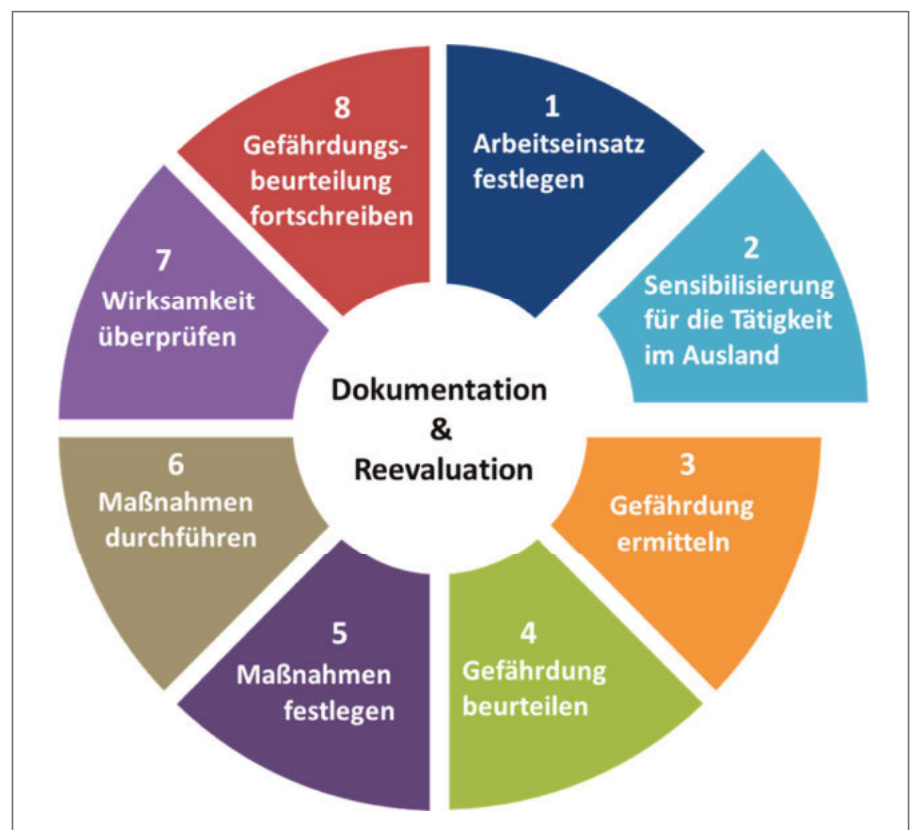 1
Arbeitseinsatz
festlegen
2
Sensibilisierung
für die Tätigkeit
im Ausland
3
Gefährdung
ermitteln
4
Gefährdung
beurteilen
5
Maßnahmen
festlegen
6
Maßnahmen
durchführen
7
Wirksamkeit
überprüfen
8
Gefährdungs-
beurteilung
fortschreiben
Dokumentation
&
Reevaluation